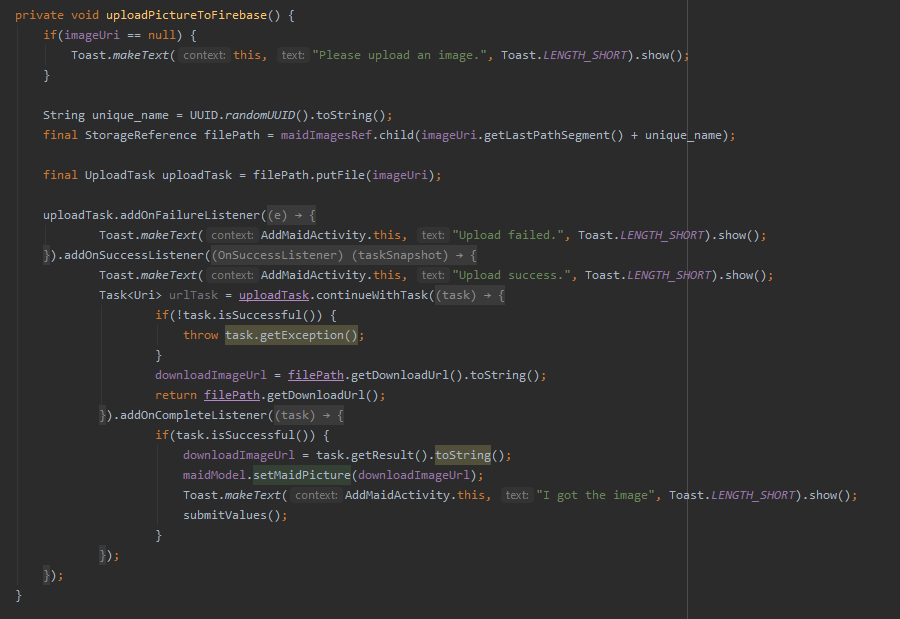 private void uploadPictureToFirebase() {
if(imageUri == null) {
Toast.makeText( context: this,  text: "Please upload an image.", Toast.LENGTH_SHORT).show();
}
String unique_name = UUID.randomUUID().toString();
final StorageReference filePath = maidImagesRef.child(imageUri.getLastPathSegment() + unique_name);
final UploadTask uploadTask = filePath.putFile(imageUri);
uploadTask.addOnFailureListener((e) → {
Toast.makeText( context: AddMaidActivity.this,  text: "Upload failed.", Toast.LENGTH_SHORT).show();
}).addOnSuccessListener((OnSuccessListener) (taskSnapshot) → {
Toast.makeText( context: AddMaidActivity.this,  text: "Upload success.", Toast.LENGTH_SHORT).show();
Task<Uri> urlTask = uploadTask.continueWithTask((task) → {
if(!task.isSuccessful()) {
throw task.getException();
}
downloadImageUrl = filePath.getDownloadUrl().toString();
return filePath.getDownloadUrl();
}).addOnCompleteListener((task) → {
if(task.isSuccessful()) {
downloadImageUrl = task.getResult().toString();
maidModel.setMaidPicture(downloadImageUrl);
Toast.makeText( context: AddMaidActivity.this,  text: "I got the image", Toast.LENGTH_SHORT).show();
submitValues();
}
});
});
}